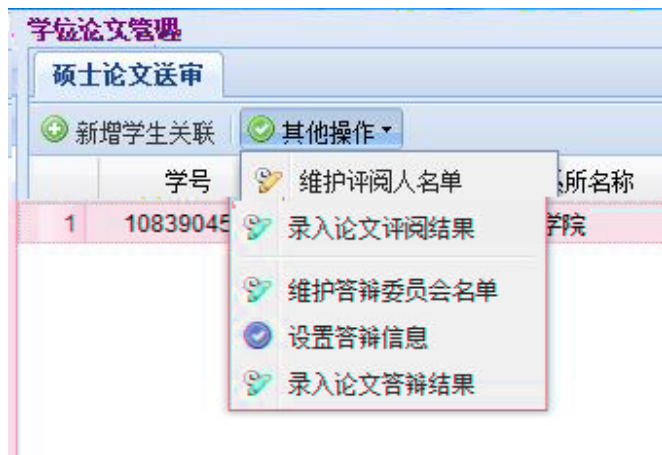 学位论文管理
硕士论文送审
新增学生关联 其他操作
学号 所名称
维护评阅人名单
1 10839045 学院
录入论文评阅结果
维护答辩委员会名单
设置答辩信息
录入论文答辩结果